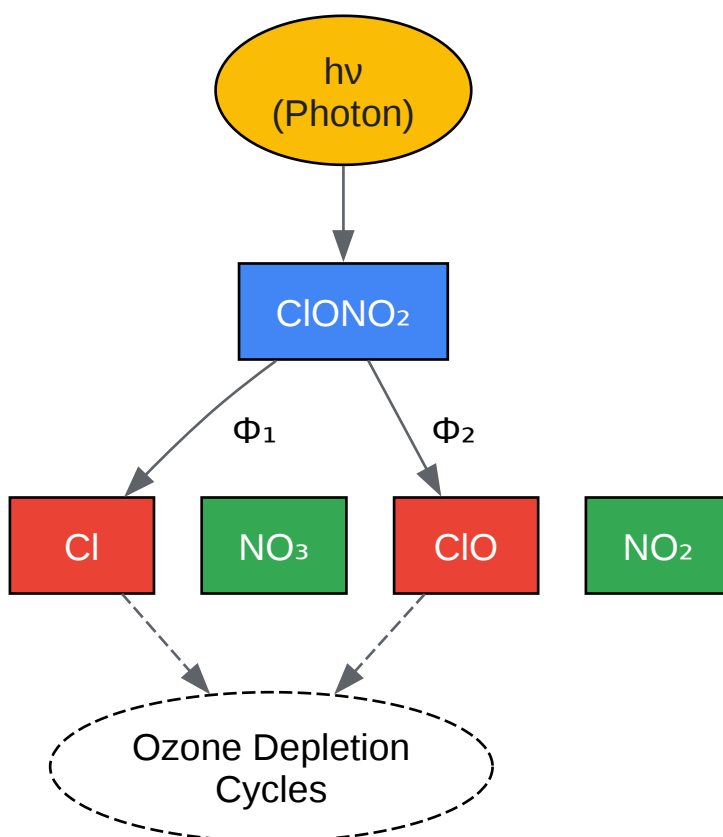 hν
(Photon)
ClONO₂
Φ₁
Φ₂
Cl
NO₃
ClO
NO₂
Ozone Depletion
Cycles